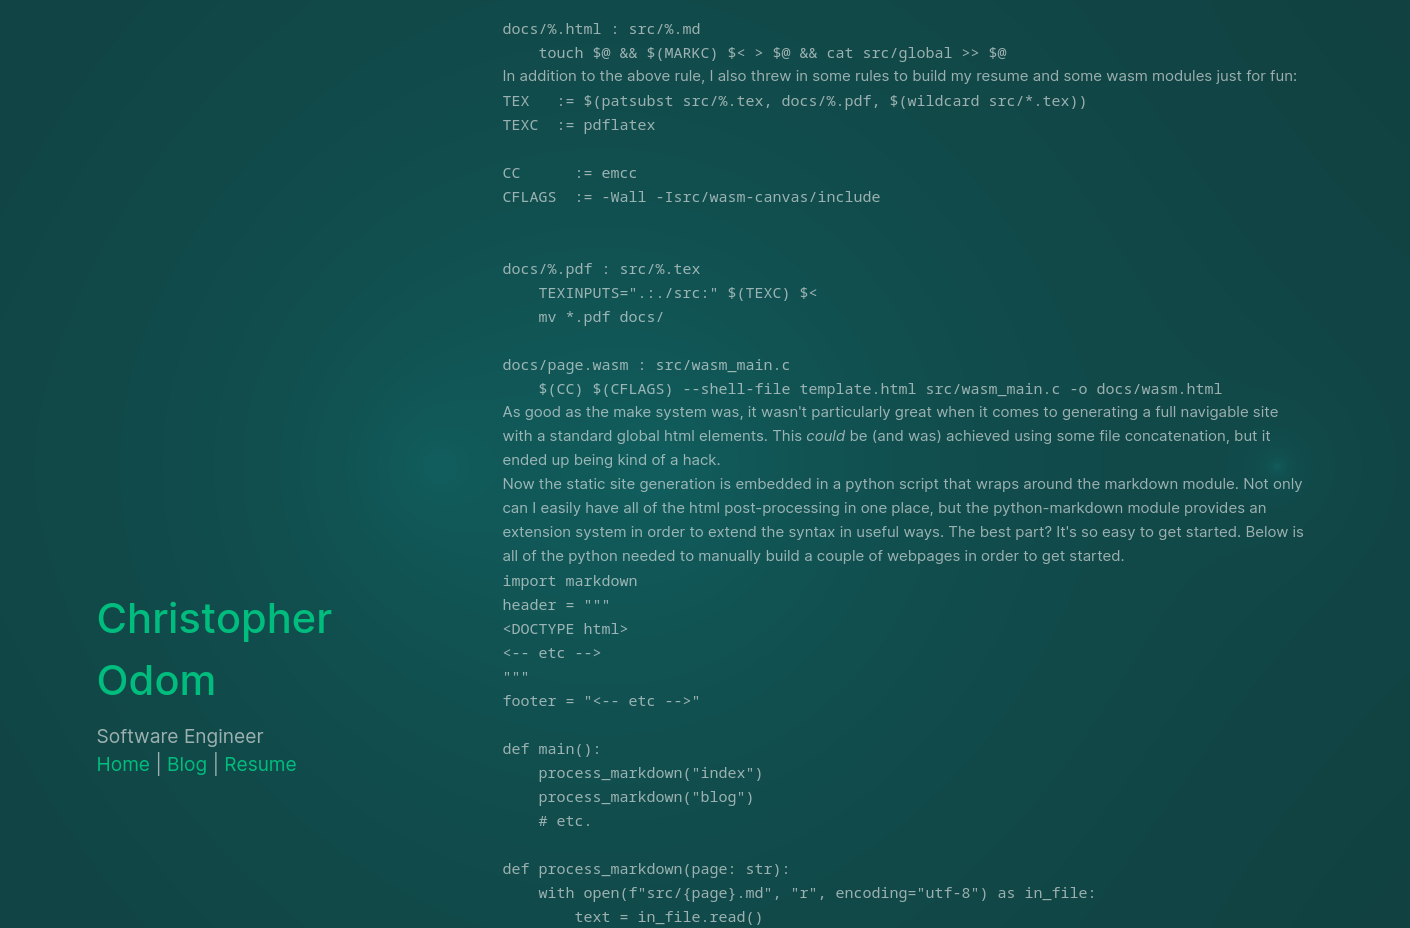 docs/%.html : src/%.md
    touch $@ && $(MARKC) $< > $@ && cat src/global >> $@
In addition to the above rule, I also threw in some rules to build my resume and some wasm modules just for fun:
TEX   := $(patsubst src/%.tex, docs/%.pdf, $(wildcard src/*.tex))
TEXC  := pdflatex
CC      := emcc
CFLAGS  := -Wall -Isrc/wasm-canvas/include
docs/%.pdf : src/%.tex
    TEXINPUTS=".:./src:" $(TEXC) $<
    mv *.pdf docs/
docs/page.wasm : src/wasm_main.c
    $(CC) $(CFLAGS) --shell-file template.html src/wasm_main.c -o docs/wasm.html
As good as the make system was, it wasn't particularly great when it comes to generating a full navigable site
with a standard global html elements. This could be (and was) achieved using some file concatenation, but it
ended up being kind of a hack.
Now the static site generation is embedded in a python script that wraps around the markdown module. Not only
can I easily have all of the html post-processing in one place, but the python-markdown module provides an
extension system in order to extend the syntax in useful ways. The best part? It's so easy to get started. Below is
all of the python needed to manually build a couple of webpages in order to get started.
import markdown
header = """
<DOCTYPE html>
<-- etc -->
"""
footer = "<-- etc -->"
def main():
    process_markdown("index")
    process_markdown("blog")
    # etc.
def process_markdown(page: str):
    with open(f"src/{page}.md", "r", encoding="utf-8") as in_file:
        text = in_file.read()
Christopher
Odom
Software Engineer
Home | Blog | Resume